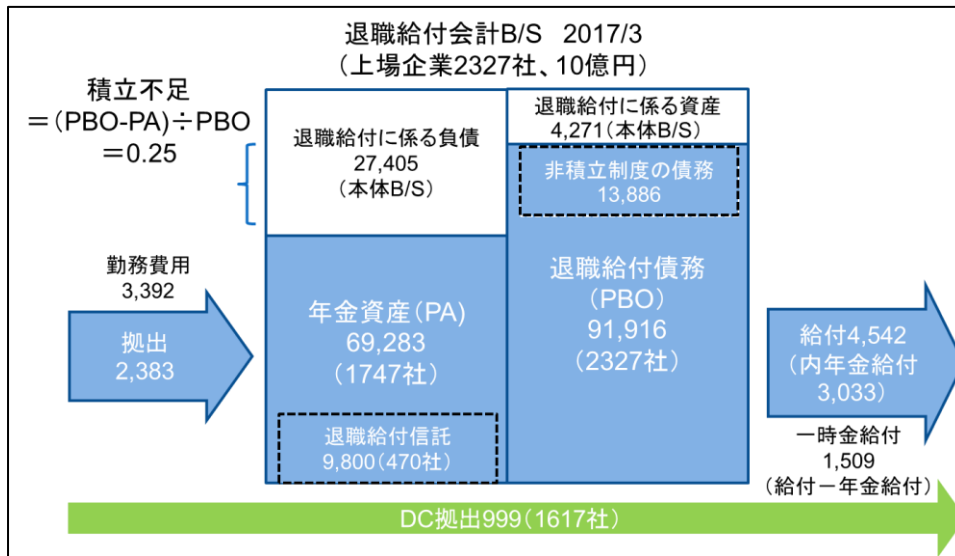 退職給付会計B/S 2017/3
(上場企業2327社、10億円)
積立不足
=(PBO-PA)÷PBO
=0.25
退職給付に係る負債
27,405
(本体B/S)
退職給付に係る資産
4,271(本体B/S)
非積立制度の債務
13,886
勤務費用
3,392
拠出
2,383
年金資産(PA)
69,283
(1747社)
退職給付信託
9,800(470社)
退職給付債務
(PBO)
91,916
(2327社)
給付4,542
(内年金給付
3,033)
一時金給付
1,509
(給付-年金給付)
DC拠出999(1617社)